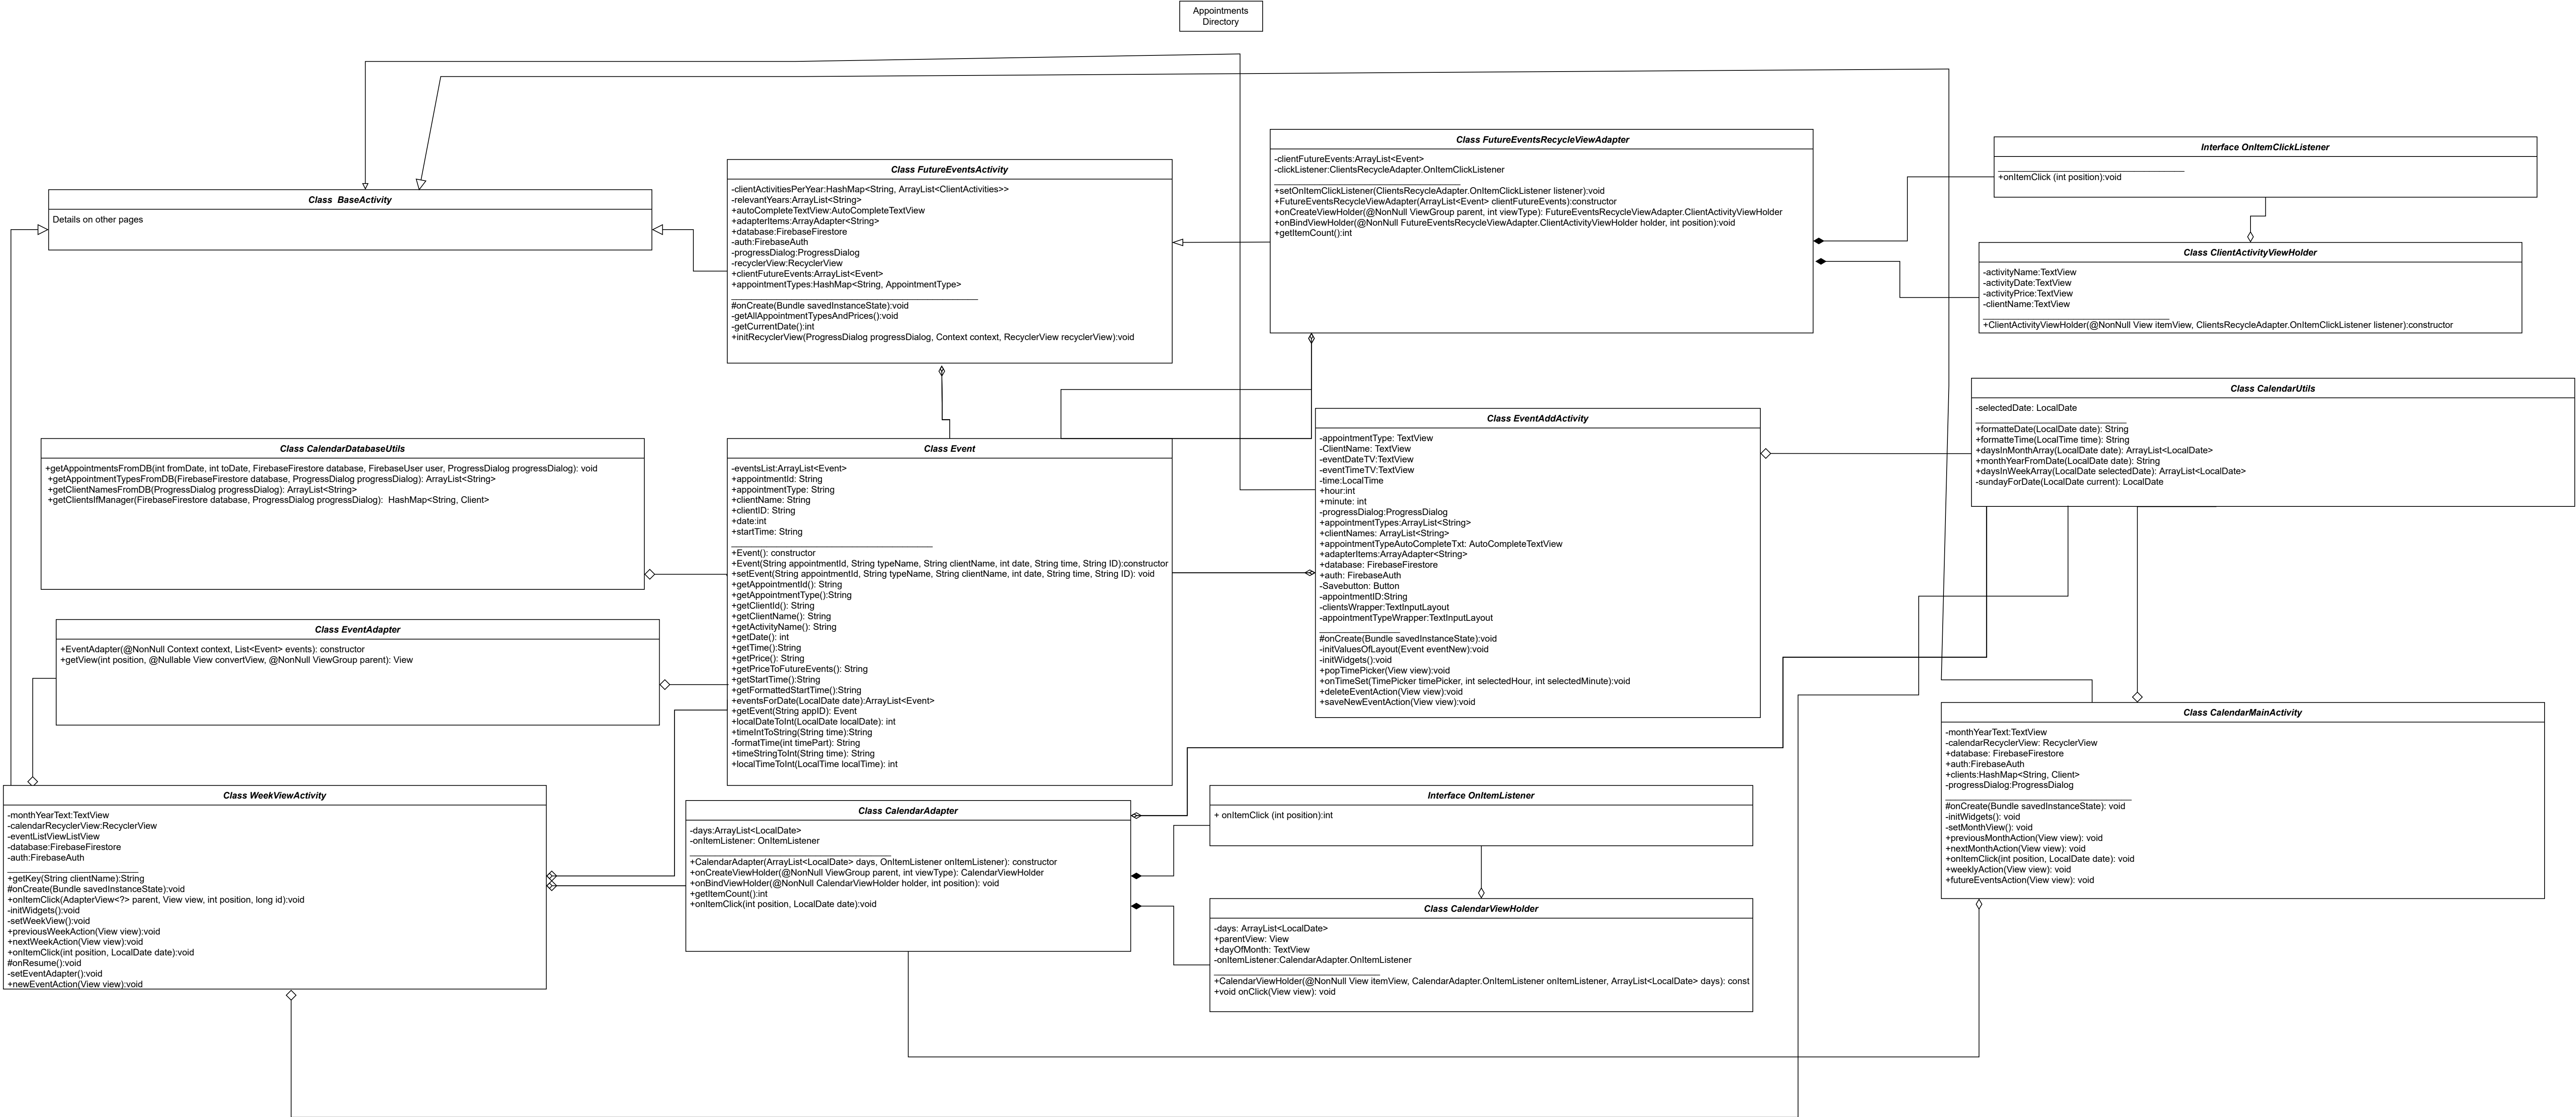 Appointments
Directory
Class FutureEventsRecycleViewAdapter
-clientFutureEvents:ArrayList<Event>
-clickListener:ClientsRecycleAdapter.OnItemClickListener
+setOnItemClickListener(ClientsRecycleAdapter.OnItemClickListener listener):void
+FutureEventsRecycleViewAdapter(ArrayList<Event> clientFutureEvents):constructor
+onCreateViewHolder(@NonNull ViewGroup parent, int viewType): FutureEventsRecycleViewAdapter.ClientActivityViewHolder
+onBindViewHolder(@NonNull FutureEventsRecycleViewAdapter.ClientActivityViewHolder holder, int position):void
+getItemCount():int
Interface OnItemClickListener
+onItemClick (int position):void
Class FutureEventsActivity
-clientActivitiesPerYear:HashMap<String, ArrayList<ClientActivities>>
-relevantYears:ArrayList<String>
+autoCompleteTextView:AutoCompleteTextView
+adapterItems:ArrayAdapter<String>
+database:FirebaseFirestore
-auth:FirebaseAuth
-progressDialog:ProgressDialog
-recyclerView:RecyclerView
+clientFutureEvents:ArrayList<Event>
+appointmentTypes:HashMap<String, AppointmentType>
#onCreate(Bundle savedInstanceState):void
-getAllAppointmentTypesAndPrices():void
-getCurrentDate():int
+initRecyclerView(ProgressDialog progressDialog, Context context, RecyclerView recyclerView):void
Class  BaseActivity
Details on other pages
Class ClientActivityViewHolder
-activityName:TextView
-activityDate:TextView
-activityPrice:TextView
-clientName:TextView
+ClientActivityViewHolder(@NonNull View itemView, ClientsRecycleAdapter.OnItemClickListener listener):constructor
Class CalendarUtils
-selectedDate: LocalDate
+formatteDate(LocalDate date): String
+formatteTime(LocalTime time): String
+daysInMonthArray(LocalDate date): ArrayList<LocalDate>
+monthYearFromDate(LocalDate date): String
+daysInWeekArray(LocalDate selectedDate): ArrayList<LocalDate>
-sundayForDate(LocalDate current): LocalDate
Class EventAddActivity
-appointmentType: TextView
-ClientName: TextView
-eventDateTV:TextView
-eventTimeTV:TextView
-time:LocalTime
+hour:int
+minute: int
-progressDialog:ProgressDialog
+appointmentTypes:ArrayList<String>
+clientNames: ArrayList<String>
+appointmentTypeAutoCompleteTxt: AutoCompleteTextView
+adapterItems:ArrayAdapter<String>
+database: FirebaseFirestore
+auth: FirebaseAuth
-Savebutton: Button
-appointmentID:String
-clientsWrapper:TextInputLayout
-appointmentTypeWrapper:TextInputLayout
#onCreate(Bundle savedInstanceState):void
-initValuesOfLayout(Event eventNew):void
-initWidgets():void
+popTimePicker(View view):void
+onTimeSet(TimePicker timePicker, int selectedHour, int selectedMinute):void
+deleteEventAction(View view):void
+saveNewEventAction(View view):void
Class CalendarDatabaseUtils
+getAppointmentsFromDB(int fromDate, int toDate, FirebaseFirestore database, FirebaseUser user, ProgressDialog progressDialog): void
+getAppointmentTypesFromDB(FirebaseFirestore database, ProgressDialog progressDialog): ArrayList<String>
+getClientNamesFromDB(ProgressDialog progressDialog): ArrayList<String>
+getClientsIfManager(FirebaseFirestore database, ProgressDialog progressDialog):  HashMap<String, Client>
Class Event
-eventsList:ArrayList<Event>
+appointmentId: String
+appointmentType: String
+clientName: String
+clientID: String
+date:int
+startTime: String
+Event(): constructor
+Event(String appointmentId, String typeName, String clientName, int date, String time, String ID):constructor
+setEvent(String appointmentId, String typeName, String clientName, int date, String time, String ID): void
+getAppointmentId(): String
+getAppointmentType():String
+getClientId(): String
+getClientName(): String
+getActivityName(): String
+getDate(): int
+getTime():String
+getPrice(): String
+getPriceToFutureEvents(): String
+getStartTime():String
+getFormattedStartTime():String
+eventsForDate(LocalDate date):ArrayList<Event>
+getEvent(String appID): Event
+localDateToInt(LocalDate localDate): int
+timeIntToString(String time):String
-formatTime(int timePart): String
+timeStringToInt(String time): String
+localTimeToInt(LocalTime localTime): int
Class EventAdapter
+EventAdapter(@NonNull Context context, List<Event> events): constructor
+getView(int position, @Nullable View convertView, @NonNull ViewGroup parent): View
Class CalendarMainActivity
-monthYearText:TextView
-calendarRecyclerView: RecyclerView
+database: FirebaseFirestore
+auth:FirebaseAuth
+clients:HashMap<String, Client>
-progressDialog:ProgressDialog
#onCreate(Bundle savedInstanceState): void
-initWidgets(): void
-setMonthView(): void
+previousMonthAction(View view): void
+nextMonthAction(View view): void
+onItemClick(int position, LocalDate date): void
+weeklyAction(View view): void
+futureEventsAction(View view): void
Class WeekViewActivity
-monthYearText:TextView
-calendarRecyclerView:RecyclerView
-eventListViewListView
-database:FirebaseFirestore
-auth:FirebaseAuth
+getKey(String clientName):String
#onCreate(Bundle savedInstanceState):void
+onItemClick(AdapterView<?> parent, View view, int position, long id):void
-initWidgets():void
-setWeekView():void
+previousWeekAction(View view):void
+nextWeekAction(View view):void
+onItemClick(int position, LocalDate date):void
#onResume():void
-setEventAdapter():void
+newEventAction(View view):void
Class CalendarAdapter
-days:ArrayList<LocalDate>
-onItemListener: OnItemListener
+CalendarAdapter(ArrayList<LocalDate> days, OnItemListener onItemListener): constructor
+onCreateViewHolder(@NonNull ViewGroup parent, int viewType): CalendarViewHolder
+onBindViewHolder(@NonNull CalendarViewHolder holder, int position): void
+getItemCount():int
+onItemClick(int position, LocalDate date):void
Interface OnItemListener
+ onItemClick (int position):int
Class CalendarViewHolder
-days: ArrayList<LocalDate>
+parentView: View
+dayOfMonth: TextView
-onItemListener:CalendarAdapter.OnItemListener
+CalendarViewHolder(@NonNull View itemView, CalendarAdapter.OnItemListener onItemListener, ArrayList<LocalDate> days): const
+void onClick(View view): void